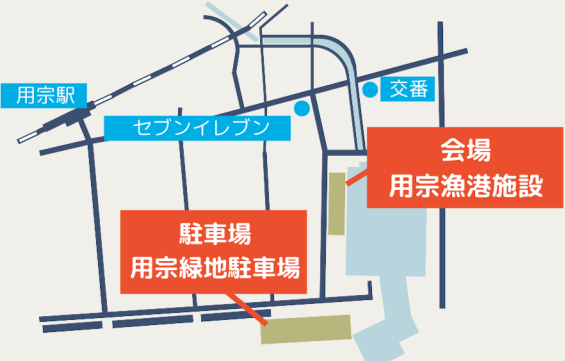 用宗駅
セブンイレブン
交番
会場
用宗漁港施設
駐車場
用宗緑地駐車場